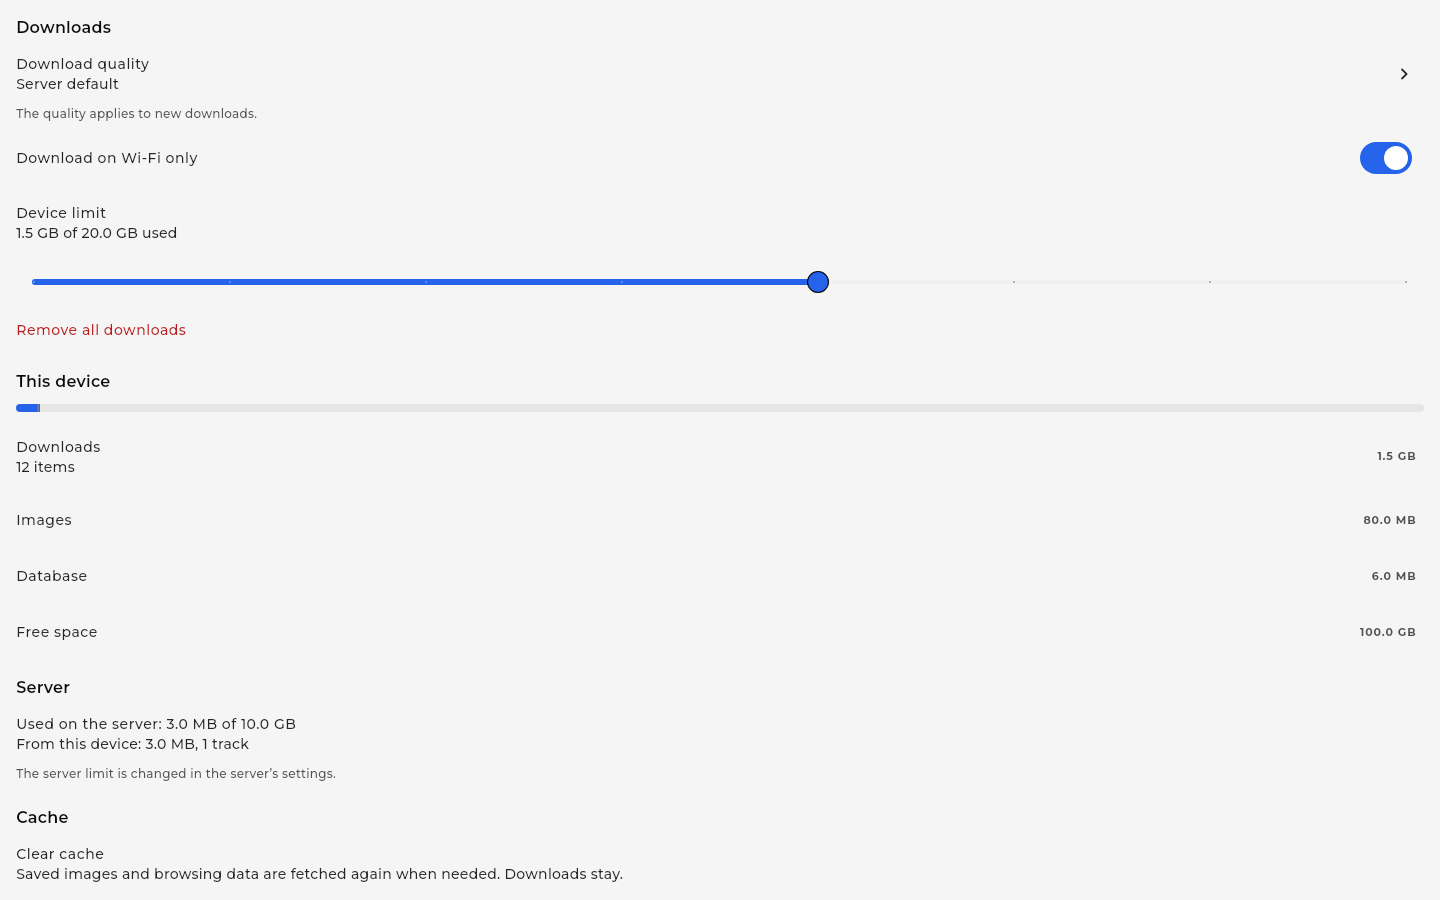 Downloads
Download quality
Server default
The quality applies to new downloads.
Download on Wi-Fi only
Device limit
1.5 GB of 20.0 GB used
Remove all downloads
This device
Downloads
12 items
1.5 GB
Images
80.0 MB
Database
6.0 MB
Free space
100.0 GB
Server
Used on the server: 3.0 MB of 10.0 GB
From this device: 3.0 MB, 1 track
The server limit is changed in the server’s settings.
Cache
Clear cache
Saved images and browsing data are fetched again when needed. Downloads stay.